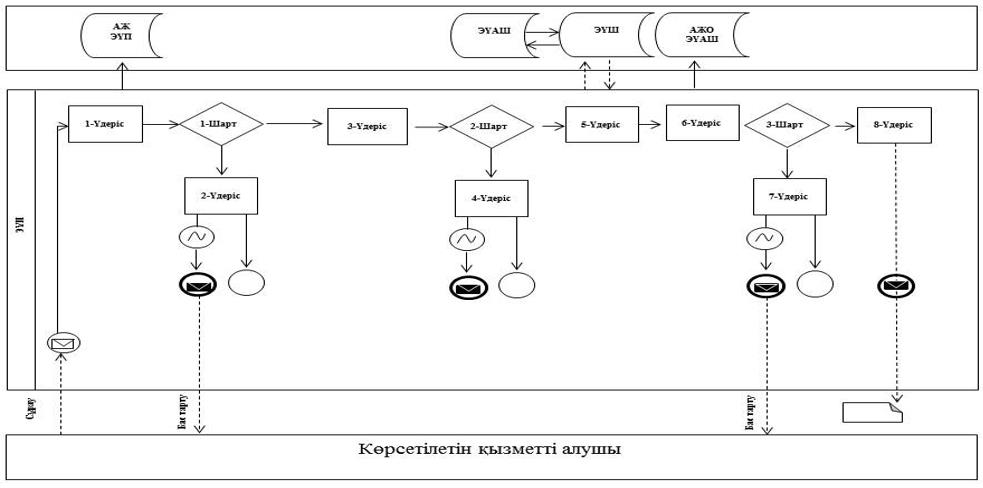 АЖ
ЭҮП
ЭҮАШ
ЭҮШ
АЖО
ЭҮАШ
1-Үдеріс
1-Шарт
3-Үдеріс
2-Шарт
5-Үдеріс
6-Үдеріс
3-Шарт
8-Үдеріс
2-Үдеріс
4-Үдеріс
7-Үдеріс
ЭҮП
Сұрау
Бас тарту
Бас тарту
Көрсетілетін қызметті алушы